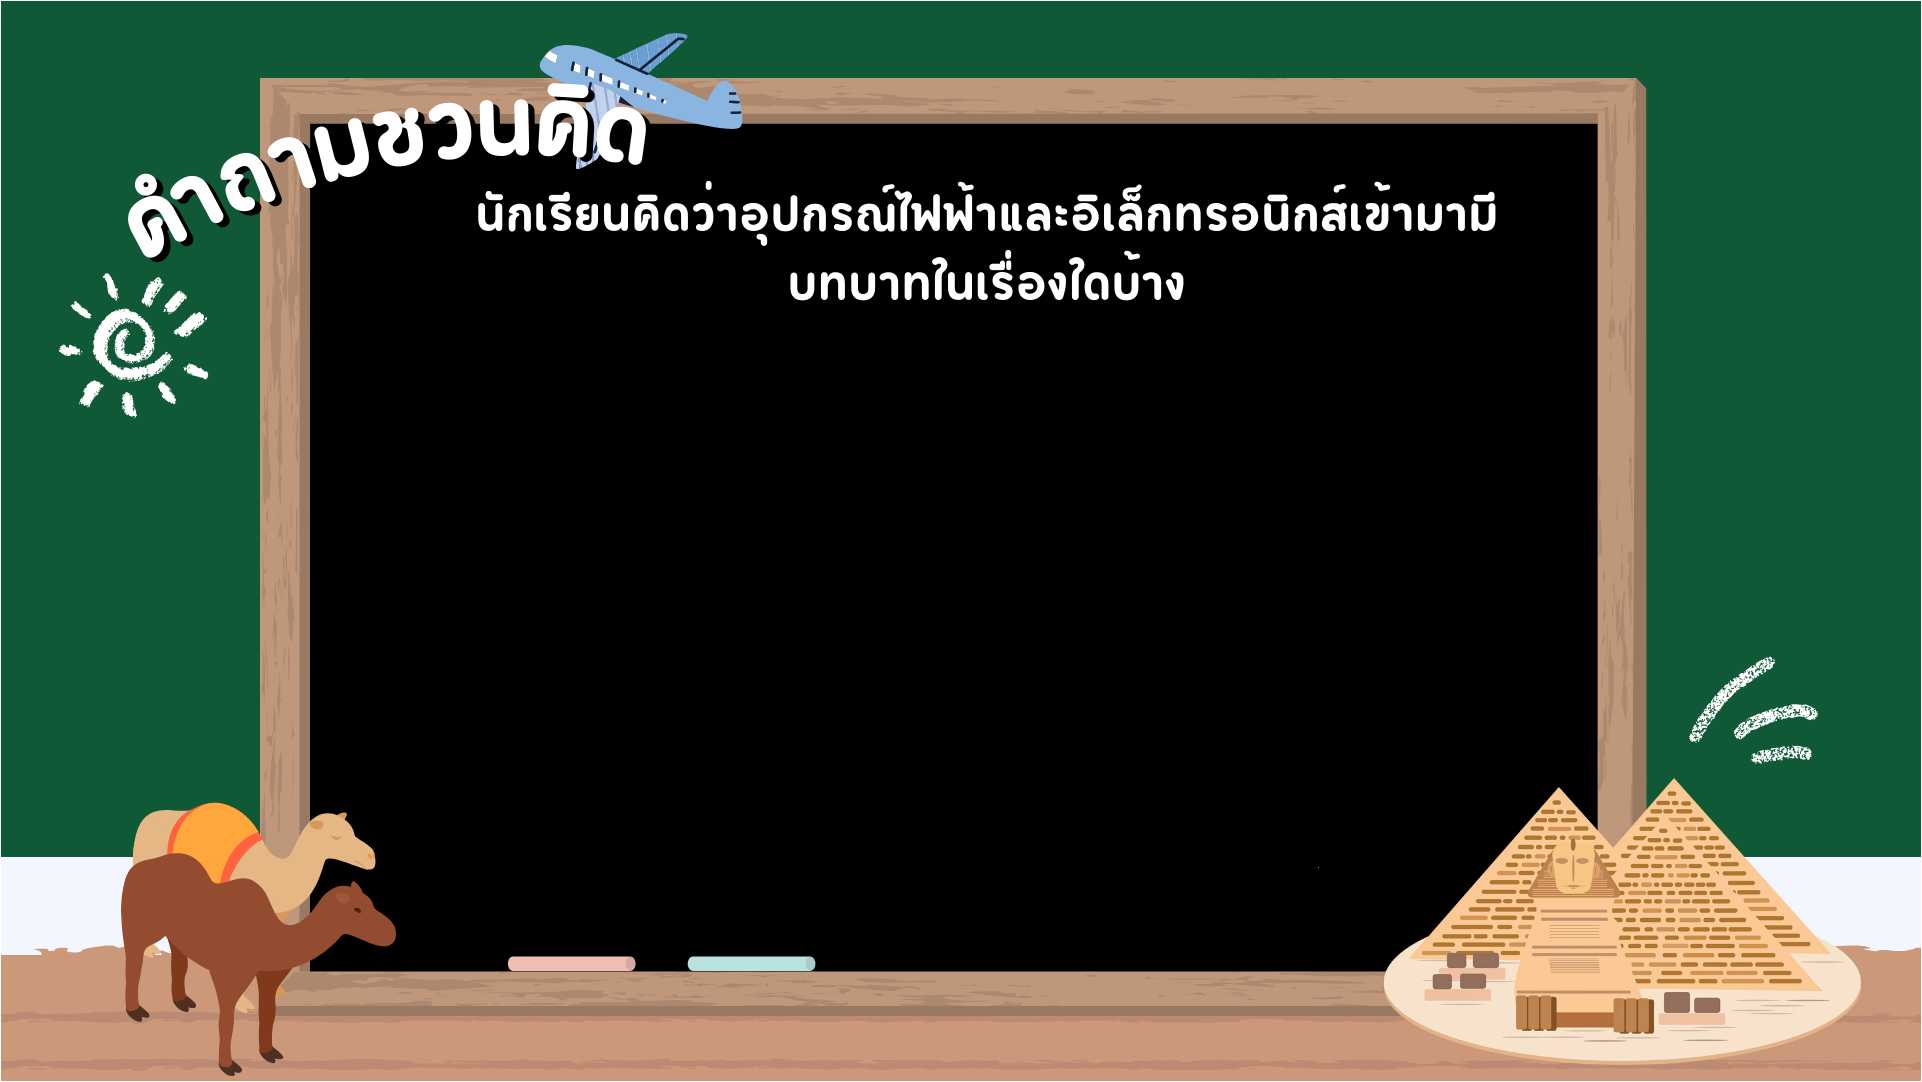 คำถามชวนคิด
นักเรียนคิดว่าอุปกรณ์ไฟฟ้าและอิเล็กทรอนิกส์เข้ามามี
บทบาทในเรื่องใดบ้าง